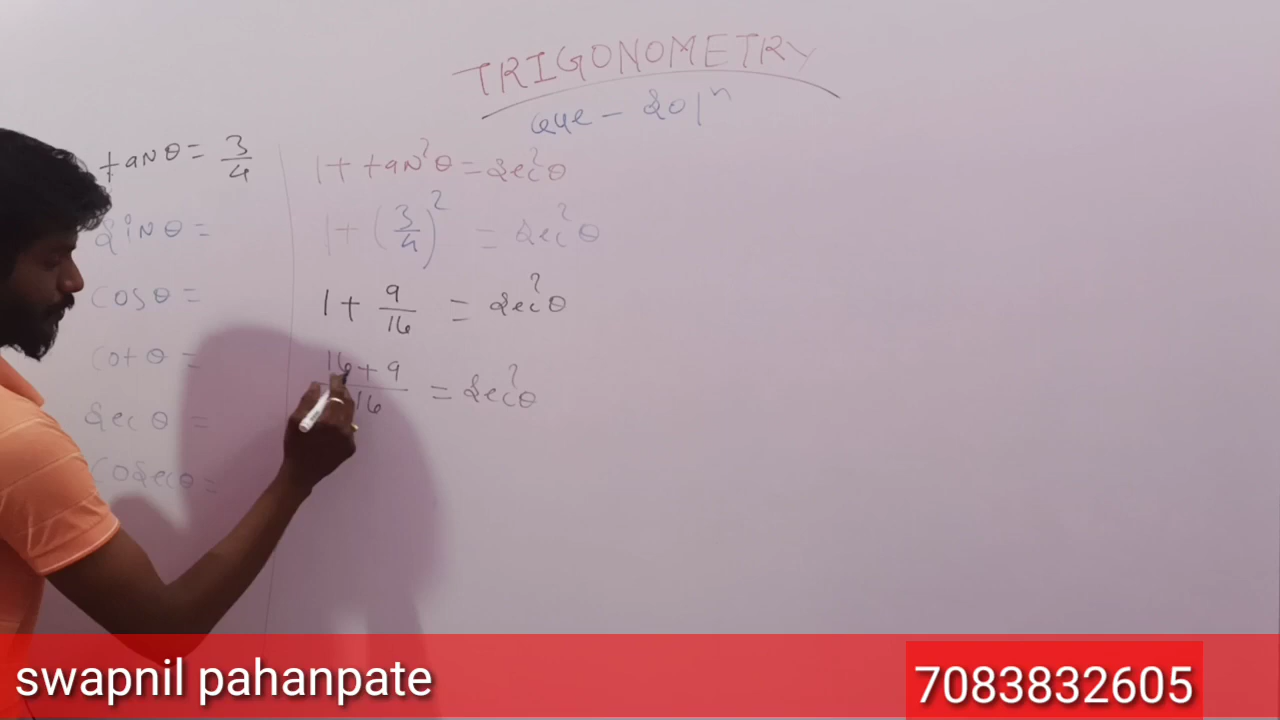 TRIGONOMETRY
que - Solⁿ
tanθ = 3/4
sinθ =
cosθ =
cotθ =
secθ =
cosecθ =
1 + tan²θ = sec²θ
1 + (3/4)² = sec²θ
1 + 9/16 = sec²θ
16 + 9/16 = sec²θ
swapnil pahanpate
7083832605